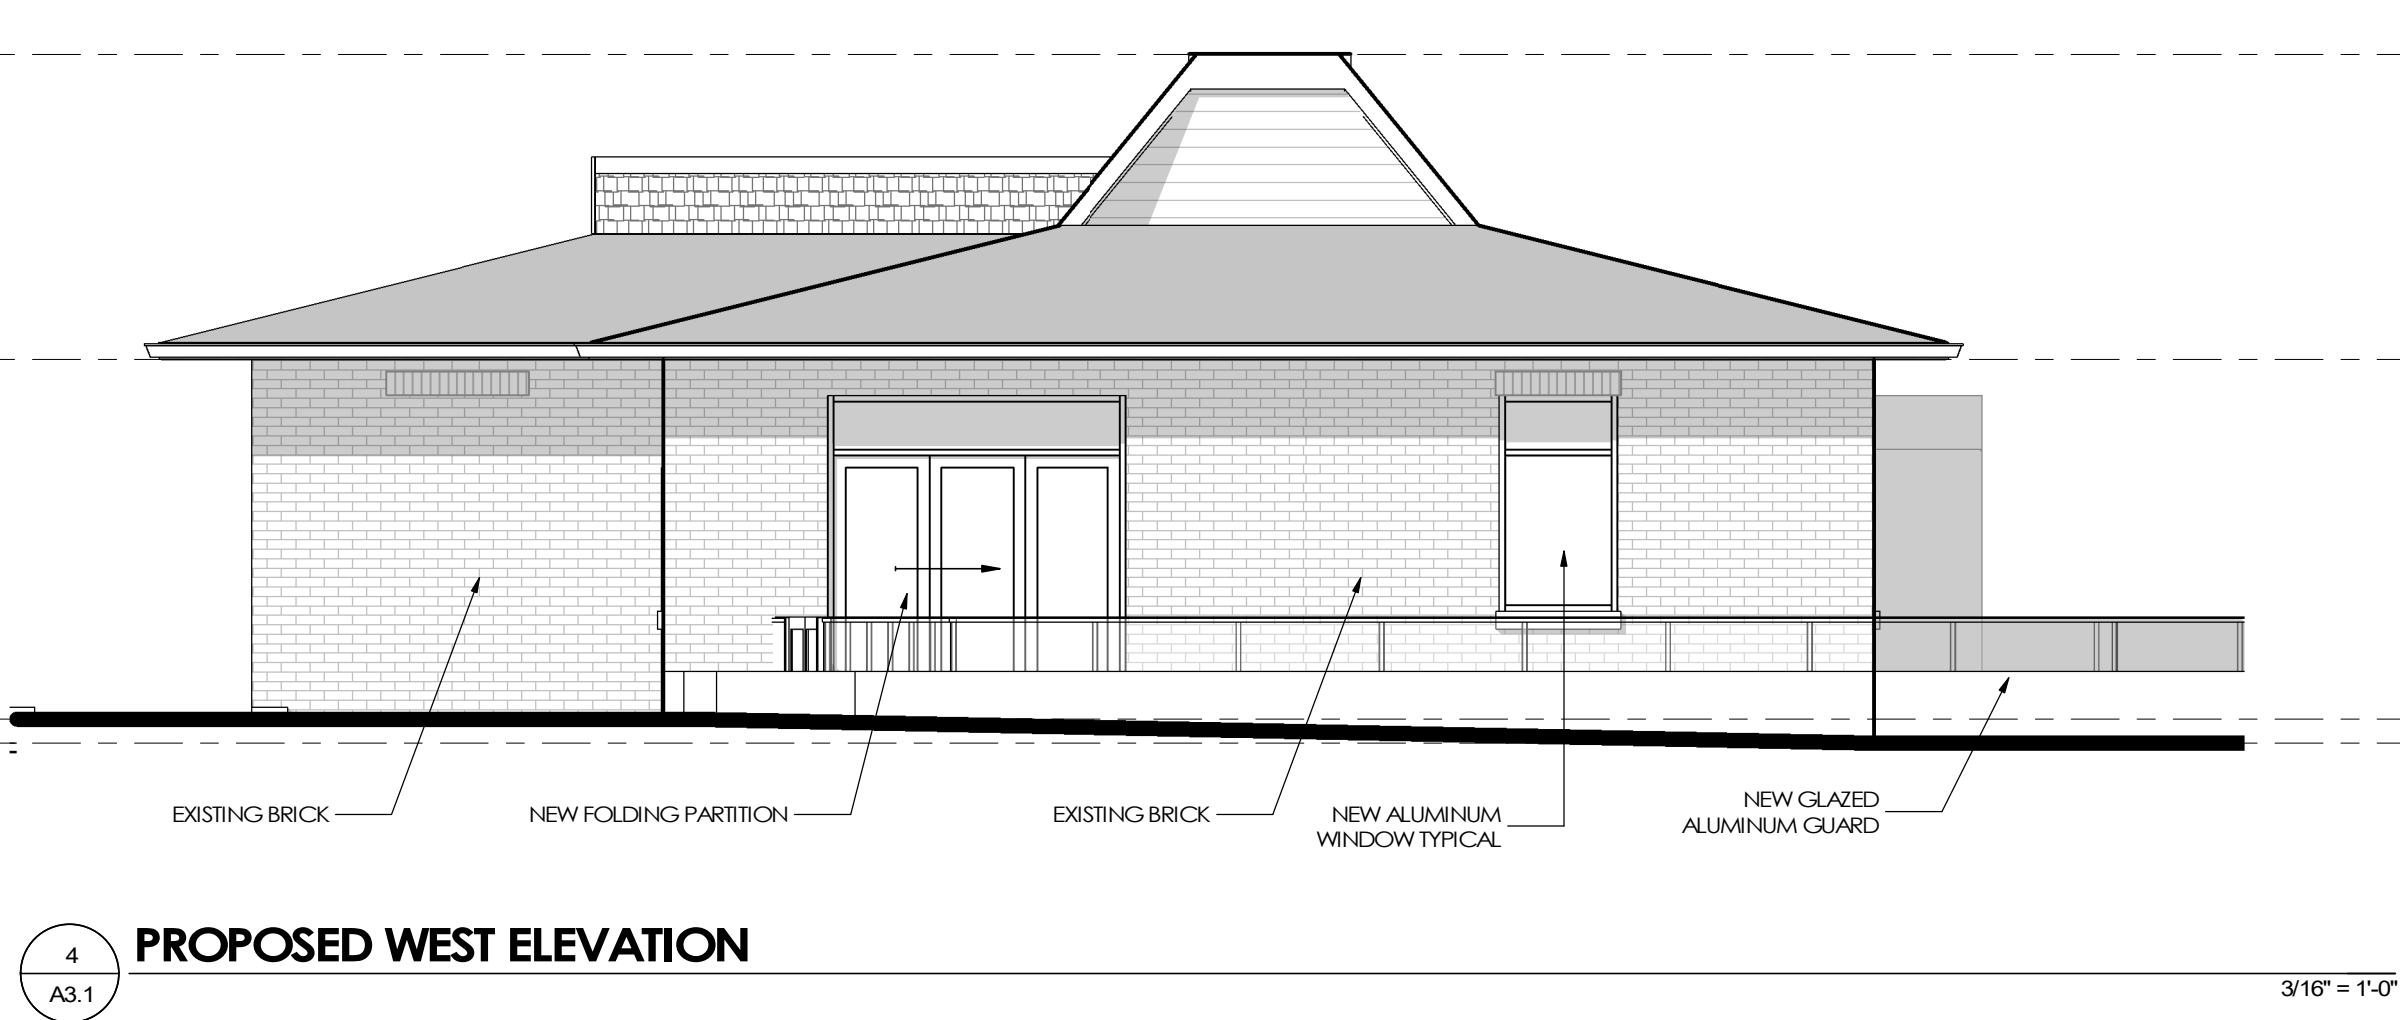 EXISTING BRICK
NEW FOLDING PARTITION
EXISTING BRICK
NEW ALUMINUM
WINDOW TYPICAL
NEW GLAZED
ALUMINUM GUARD
4
A3.1
PROPOSED WEST ELEVATION
3/16" = 1'-0"